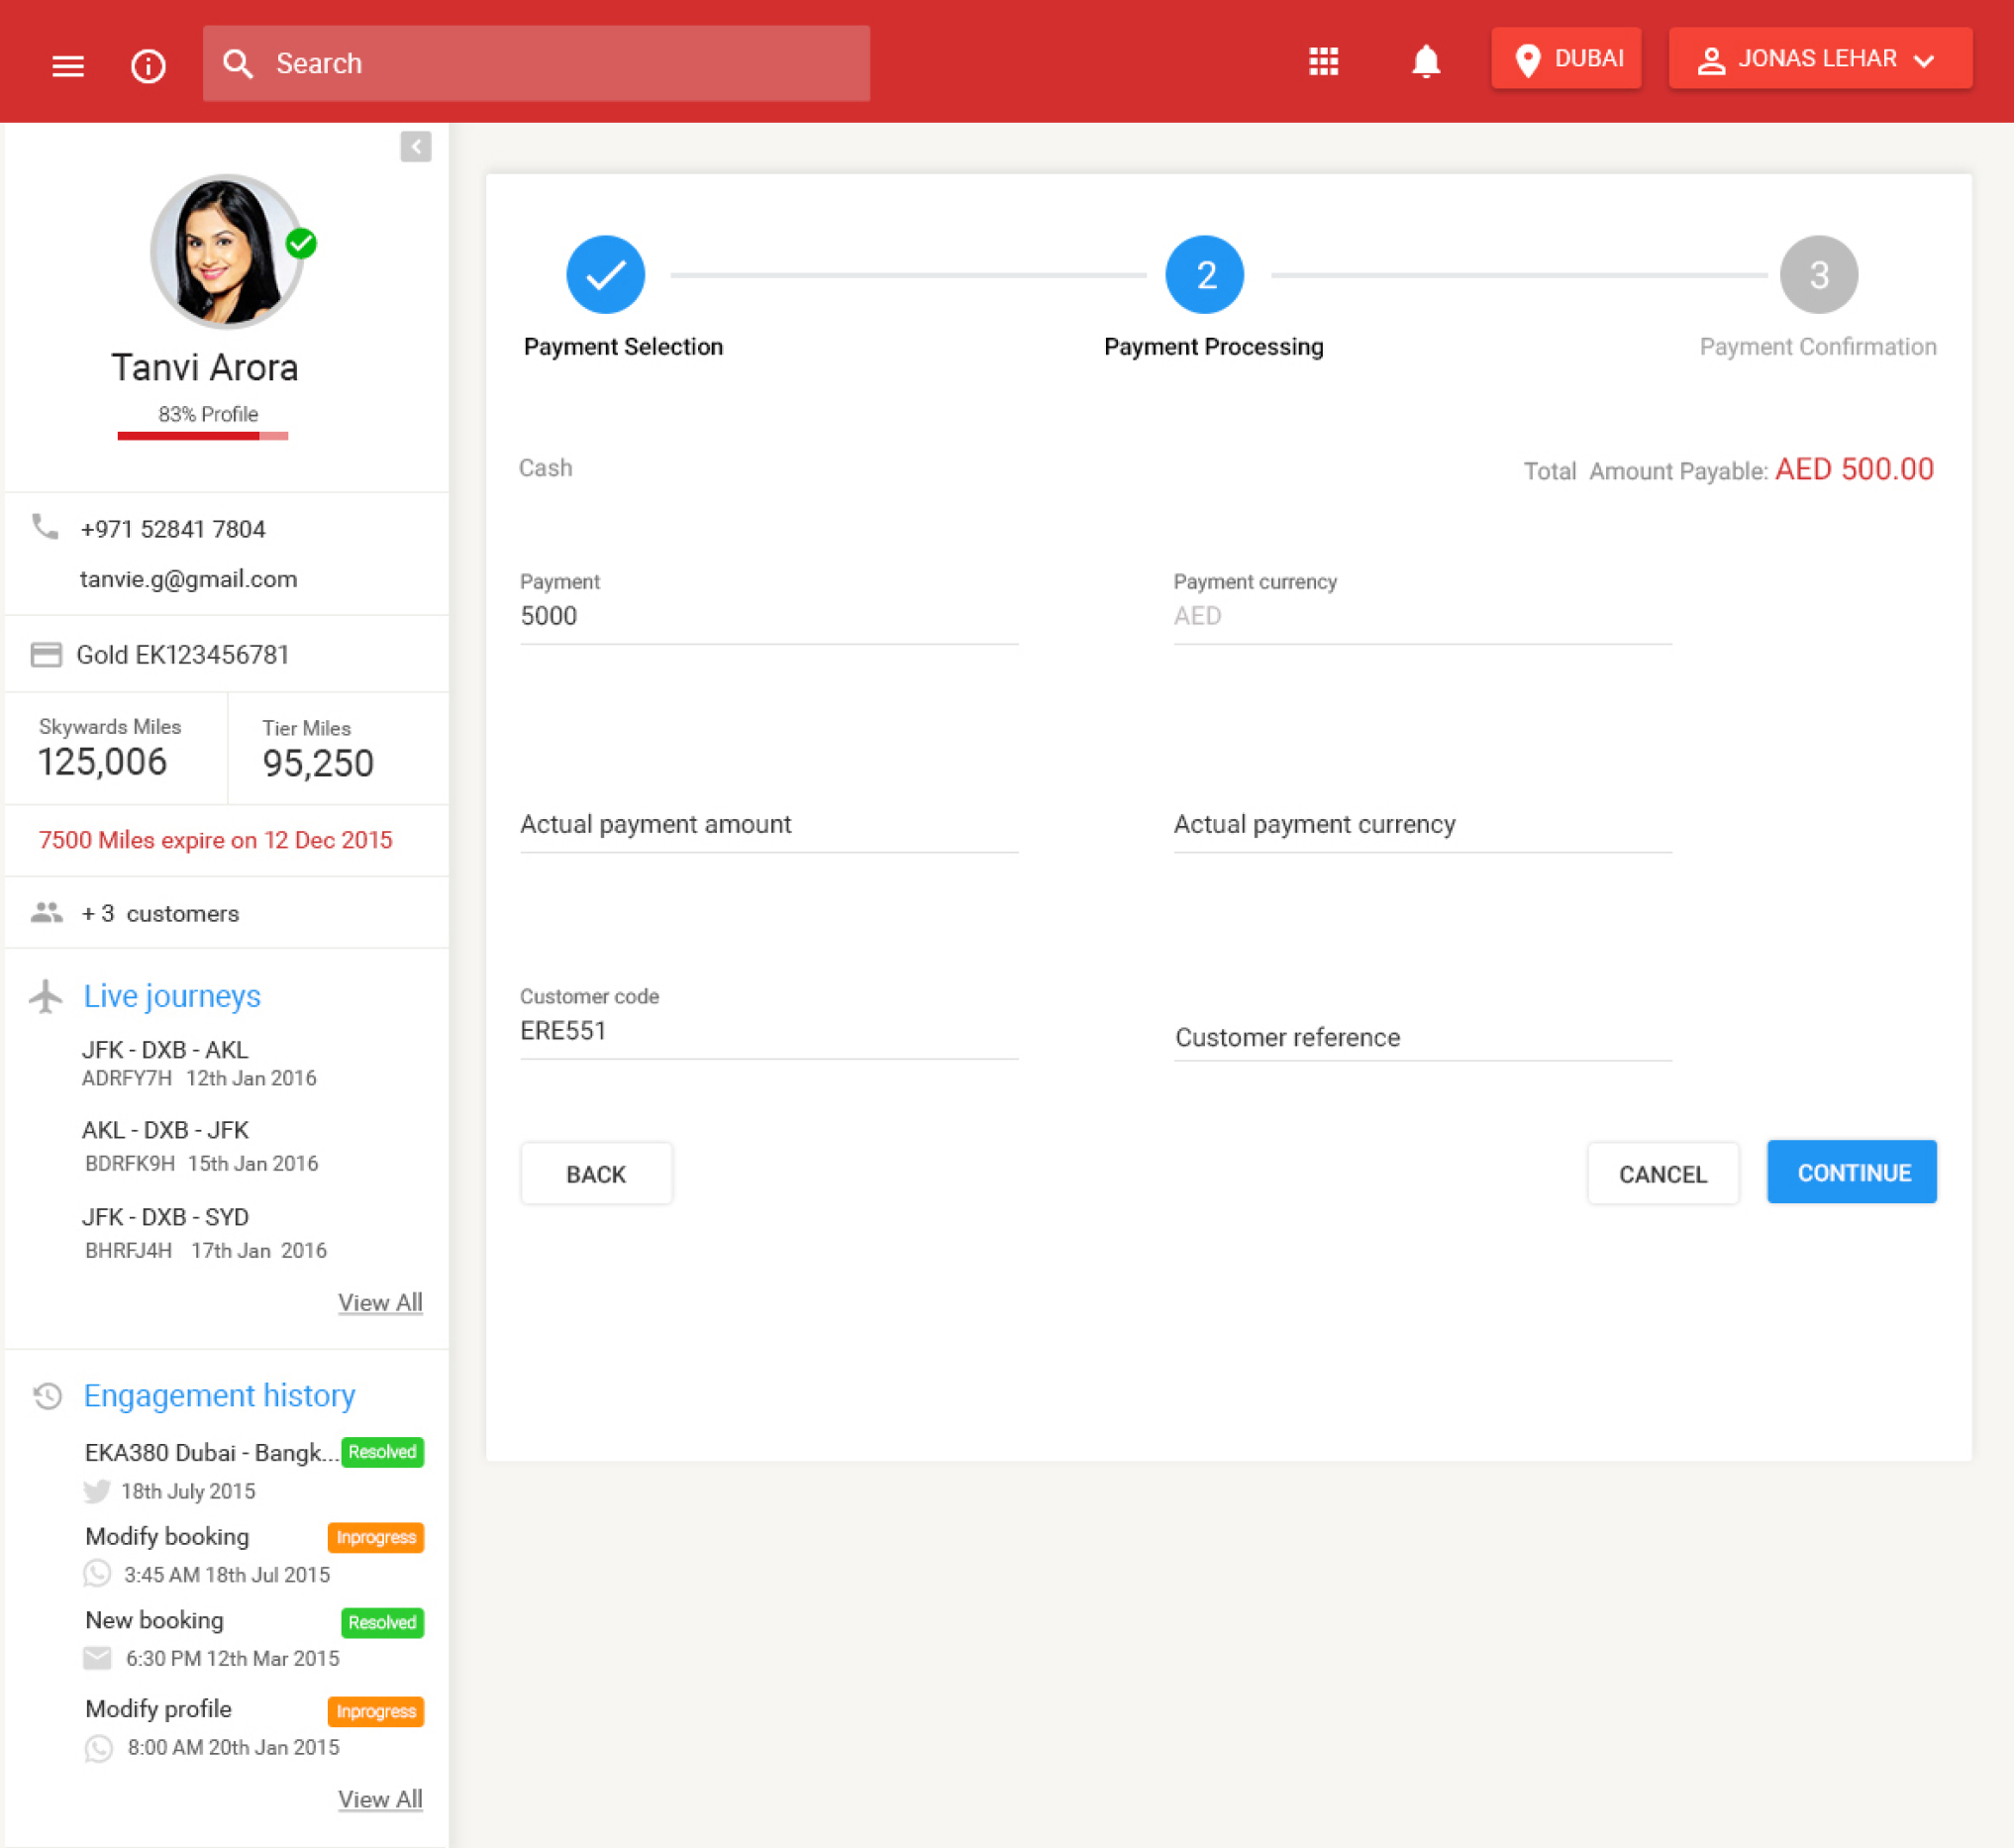 Search
DUBAI
JONAS LEHAR
Tanvi Arora
83% Profile
+971 52841 7804
tanvie.g@gmail.com
Gold EK123456781
Skywards Miles
125,006
Tier Miles
95,250
7500 Miles expire on 12 Dec 2015
+ 3 customers
Live journeys
JFK - DXB - AKL
ADRFY7H 12th Jan 2016
AKL - DXB - JFK
BDRFK9H 15th Jan 2016
JFK - DXB - SYD
BHRFJ4H 17th Jan 2016
View All
Engagement history
EKA380 Dubai - Bangk... Resolved
18th July 2015
Modify booking Inprogress
3:45 AM 18th Jul 2015
New booking Resolved
6:30 PM 12th Mar 2015
Modify profile Inprogress
8:00 AM 20th Jan 2015
View All
2
3
Payment Selection
Payment Processing
Payment Confirmation
Cash
Total Amount Payable: AED 500.00
Payment
5000
Payment currency
AED
Actual payment amount
Actual payment currency
Customer code
ERE551
Customer reference
BACK
CANCEL
CONTINUE